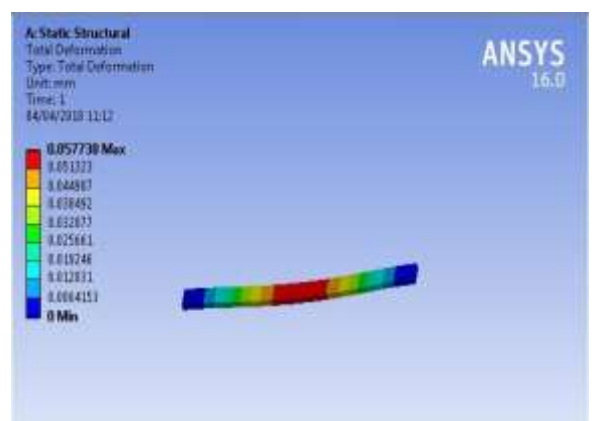 A: Static Structural
Total Deformation
Type: Total Deformation
Unit: mm
Time: 1
04/04/2018 11:12
0.057738 Max
0.051323
0.044907
0.038492
0.032077
0.025661
0.019246
0.012831
0.0064153
0 Min
ANSYS
16.0